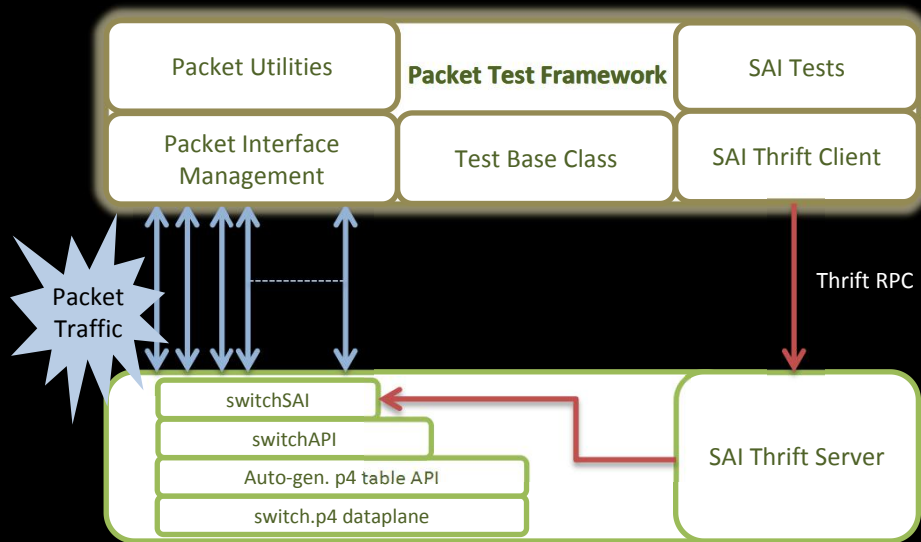 Packet Utilities
Packet Test Framework
SAI Tests
Packet Interface
Management
Test Base Class
SAI Thrift Client
Packet
Traffic
Thrift RPC
switchSAI
switchAPI
Auto-gen. p4 table API
switch.p4 dataplane
SAI Thrift Server